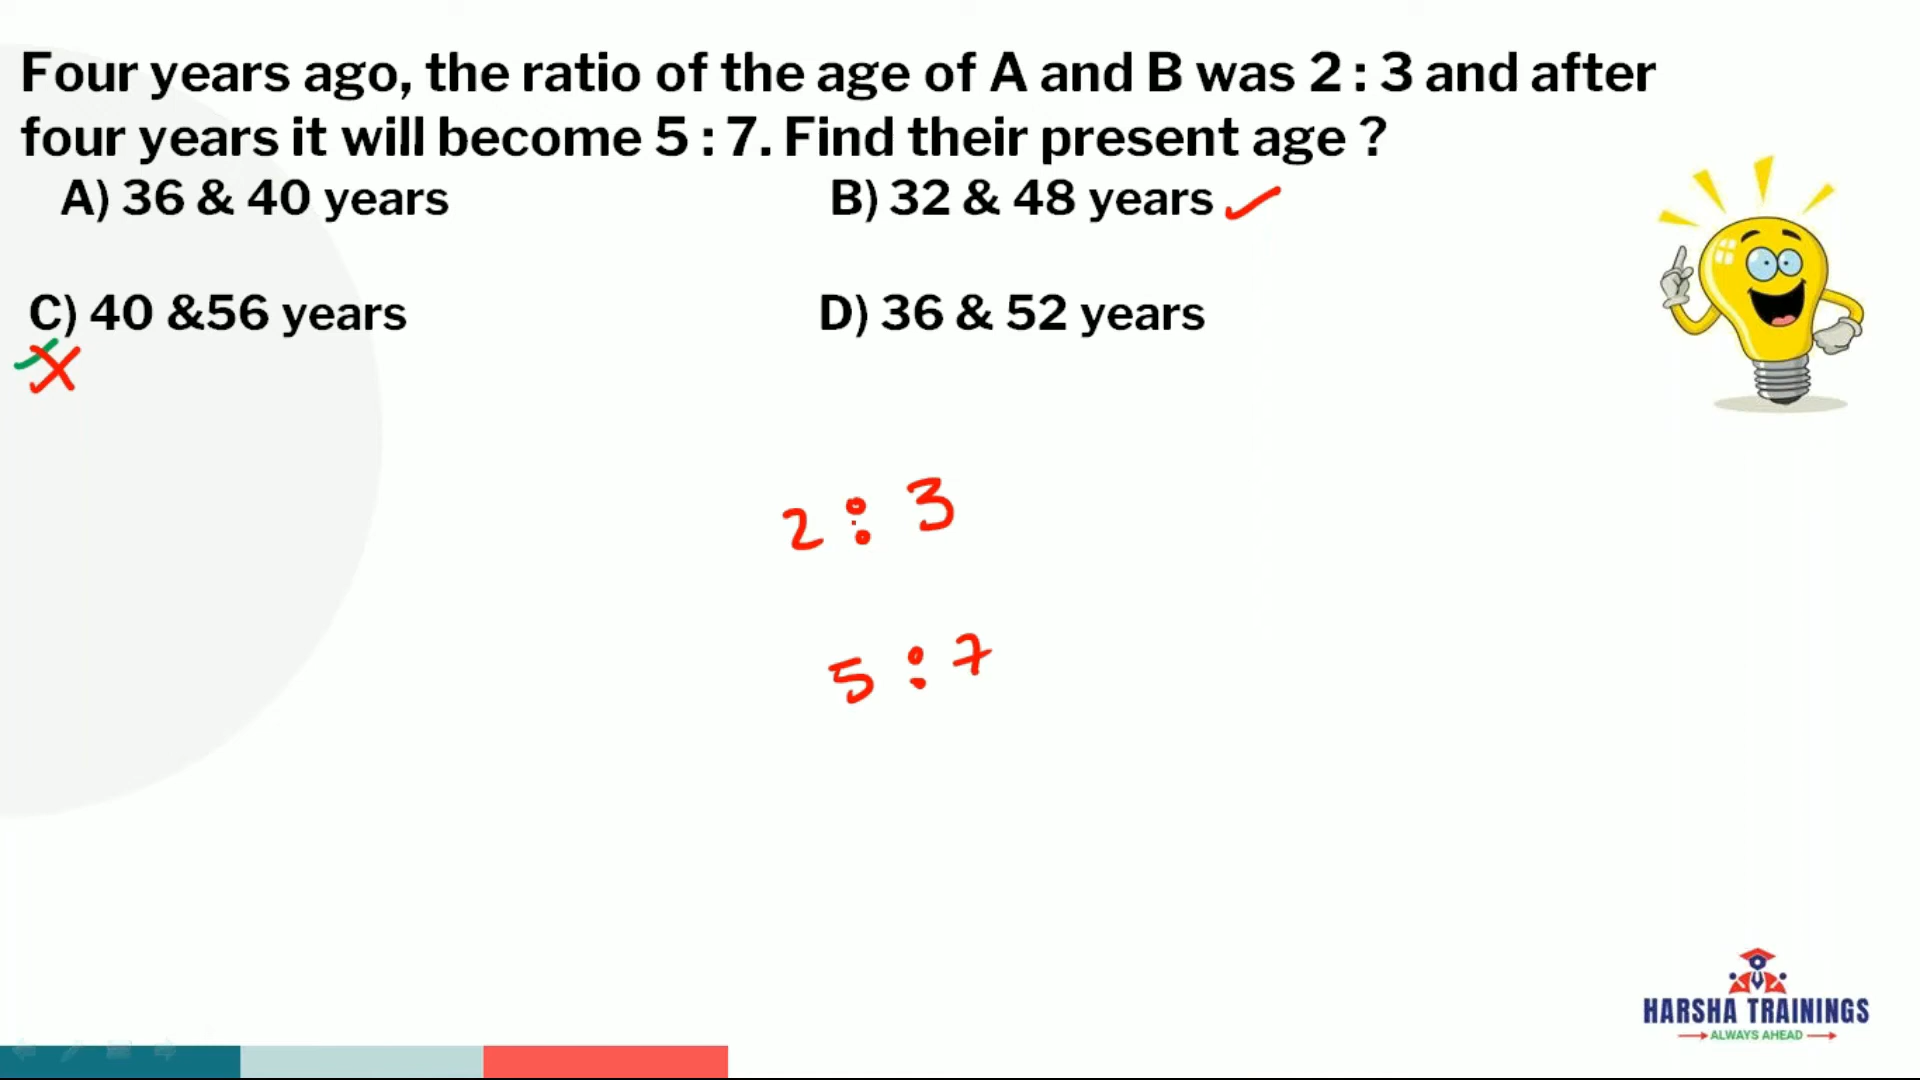 Four years ago, the ratio of the age of A and B was 2 : 3 and after
four years it will become 5 : 7. Find their present age ?
A) 36 & 40 years
B) 32 & 48 years
C) 40 &56 years
D) 36 & 52 years
2 : 3
5 : 7
HARSHA TRAININGS
ALWAYS AHEAD